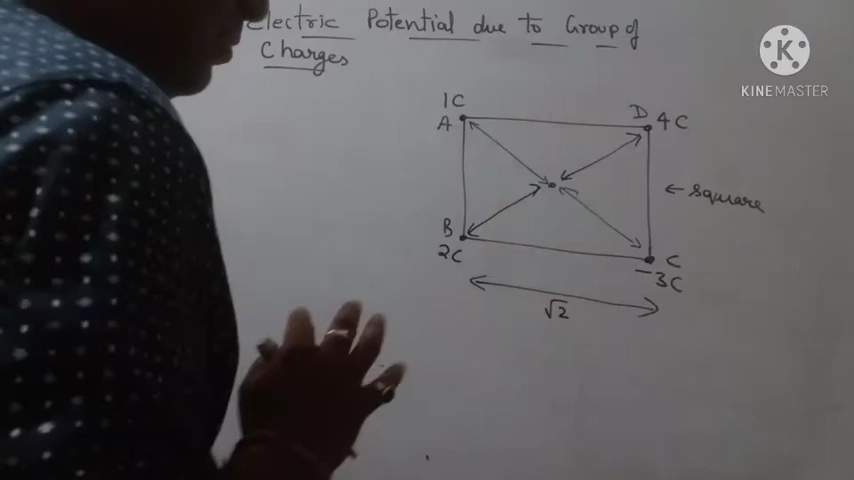 Electric Potential due to Group of
Charges
K
KINEMASTER
1C
A
D 4C
← square
B
2C
C
-3C
√2